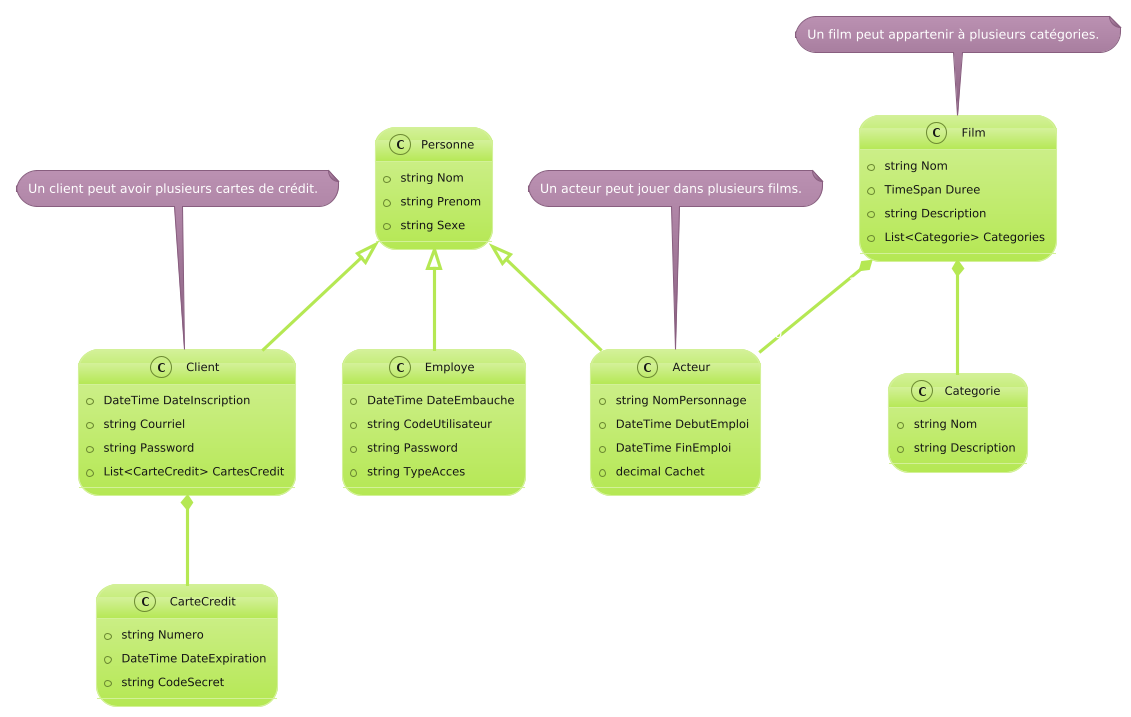 Un film peut appartenir à plusieurs catégories.
C Film
string Nom
TimeSpan Duree
string Description
List<Categorie> Categories
C Personne
string Nom
string Prenom
string Sexe
Un client peut avoir plusieurs cartes de crédit.
Un acteur peut jouer dans plusieurs films.
C Client
DateTime DateInscription
string Courriel
string Password
List<CarteCredit> CartesCredit
C Employe
DateTime DateEmbauche
string CodeUtilisateur
string Password
string TypeAcces
C Acteur
string NomPersonnage
DateTime DebutEmploi
DateTime FinEmploi
decimal Cachet
C Categorie
string Nom
string Description
C CarteCredit
string Numero
DateTime DateExpiration
string CodeSecret